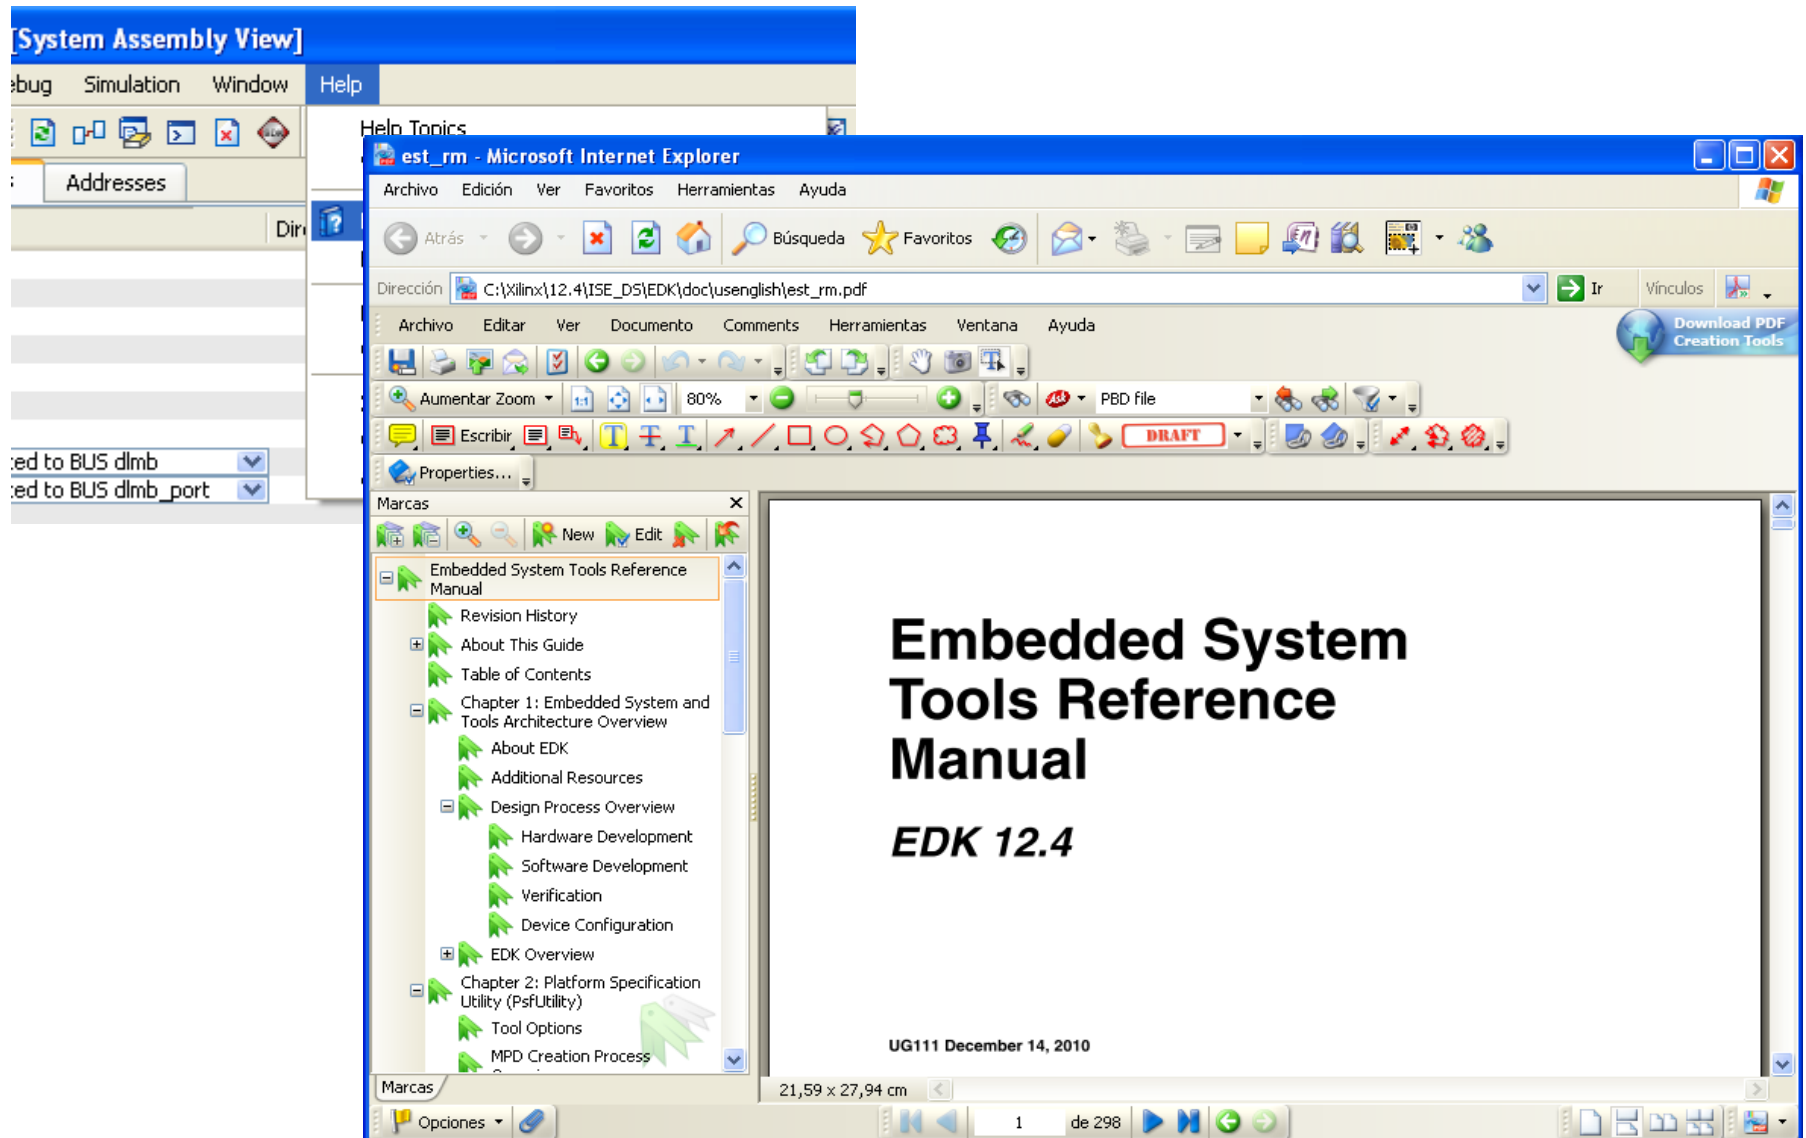 [System Assembly View]
ebug Simulation Window Help
Help Topics
Addresses
ted to BUS dlmb
ted to BUS dlmb_port
est_rm - Microsoft Internet Explorer
Archivo Edición Ver Favoritos Herramientas Ayuda
Atrás Búsqueda Favoritos
Dirección C:\Xilinx\12.4\ISE_DS\EDK\doc\usenglish\est_rm.pdf Ir Vínculos
Archivo Editar Ver Documento Comments Herramientas Ventana Ayuda
Download PDF
Creation Tools
Aumentar Zoom 1:1 80% PBD file
Escribir T T T DRAFT
Properties...
Marcas
New Edit
Embedded System Tools Reference
Manual
Revision History
About This Guide
Table of Contents
Chapter 1: Embedded System and
Tools Architecture Overview
About EDK
Additional Resources
Design Process Overview
Hardware Development
Software Development
Verification
Device Configuration
EDK Overview
Chapter 2: Platform Specification
Utility (PsfUtility)
Tool Options
MPD Creation Process
Marcas
Opciones
Embedded System
Tools Reference
Manual
EDK 12.4
UG111 December 14, 2010
21,59 x 27,94 cm
1 de 298